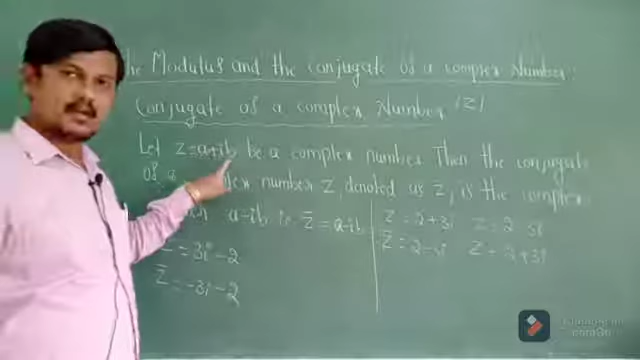 he Modulus and the conjugate of a complex Number
Conjugate of a complex Number (Z)
Let z=a+ib be a complex number Then the conjugate
of a number z, denoted as z̄, is the complex
a-ib i.e z̄=a-ib
= 3i-2
z̄ = -3i-2
z = 2+3i
z̄ = 2-3i
z = 2-3i
z̄ = 2+3i